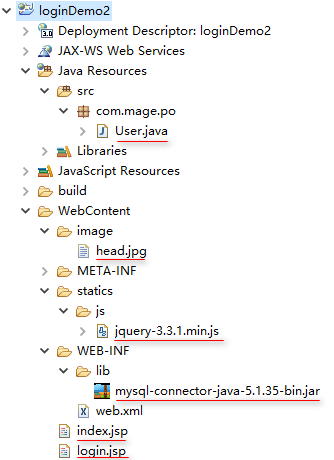 loginDemo2
3.0 Deployment Descriptor: loginDemo2
JAX-WS Web Services
Java Resources
src
com.mage.po
User.java
Libraries
JavaScript Resources
build
WebContent
image
head.jpg
META-INF
statics
js
jquery-3.3.1.min.js
WEB-INF
lib
mysql-connector-java-5.1.35-bin.jar
web.xml
index.jsp
login.jsp